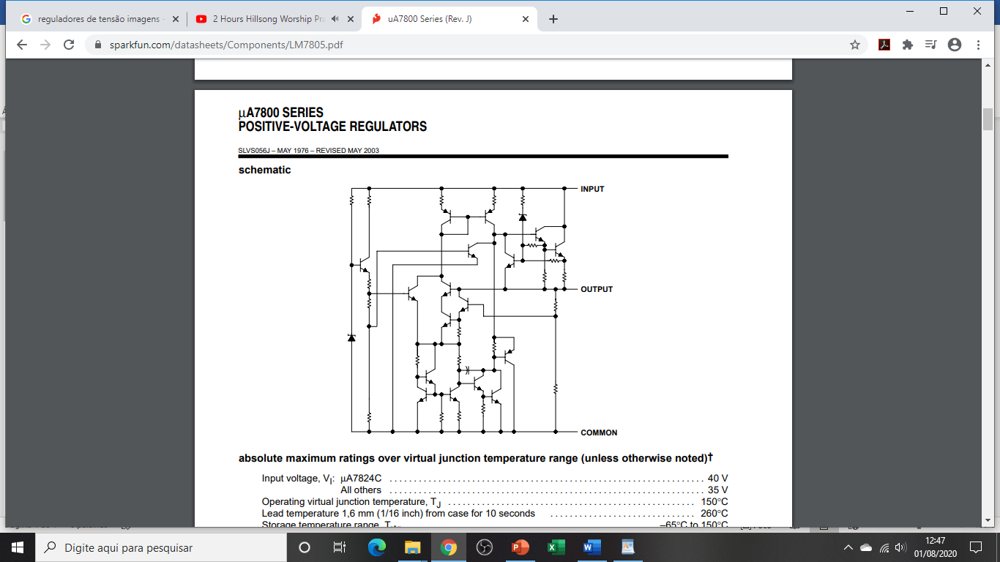 reguladores de tensão imagens -
2 Hours Hillsong Worship Pra
uA7800 Series (Rev. J)
sparkfun.com/datasheets/Components/LM7805.pdf
µA7800 SERIES
POSITIVE-VOLTAGE REGULATORS
SLVS056J – MAY 1976 – REVISED MAY 2003
schematic
INPUT
OUTPUT
COMMON
absolute maximum ratings over virtual junction temperature range (unless otherwise noted)†
Input voltage, VI: µA7824C 40 V
All others 35 V
Operating virtual junction temperature, TJ 150°C
Lead temperature 1,6 mm (1/16 inch) from case for 10 seconds 260°C
Storage temperature range, –65°C to 150°C
Digite aqui para pesquisar
12:47
01/08/2020